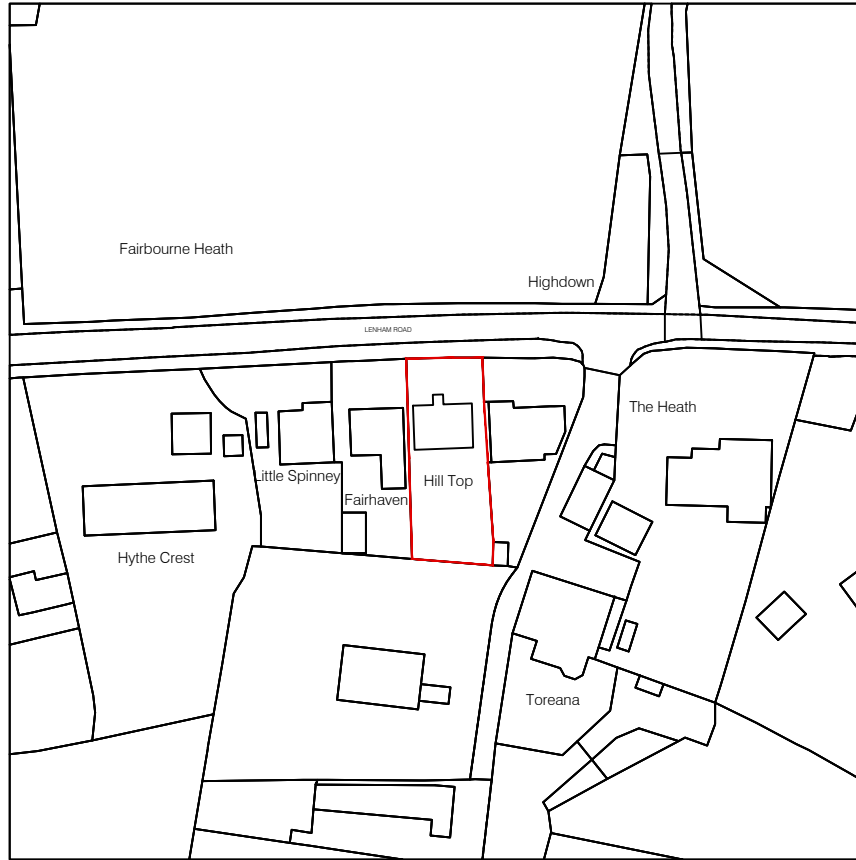 Fairbourne Heath
Highdown
LENHAM ROAD
The Heath
Little Spinney
Hill Top
Fairhaven
Hythe Crest
Toreana